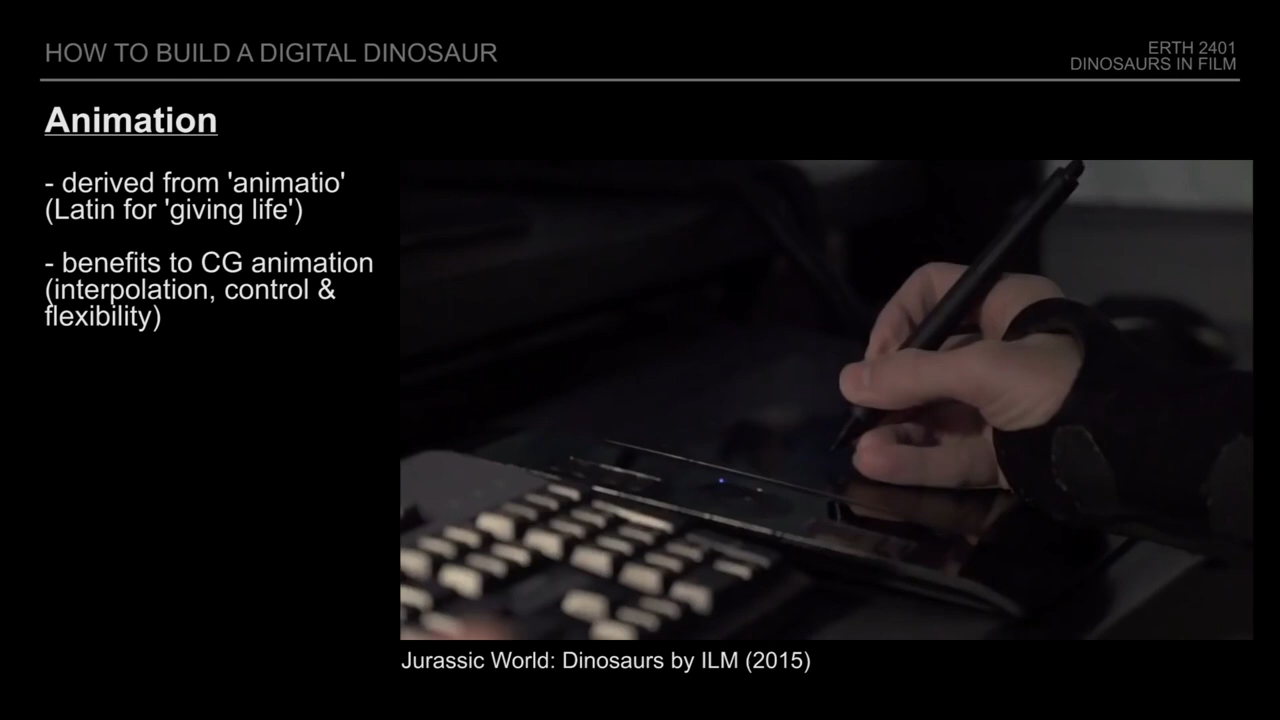 HOW TO BUILD A DIGITAL DINOSAUR
ERTH 2401
DINOSAURS IN FILM
Animation
- derived from 'animatio'
(Latin for 'giving life')
- benefits to CG animation
(interpolation, control &
flexibility)
Jurassic World: Dinosaurs by ILM (2015)